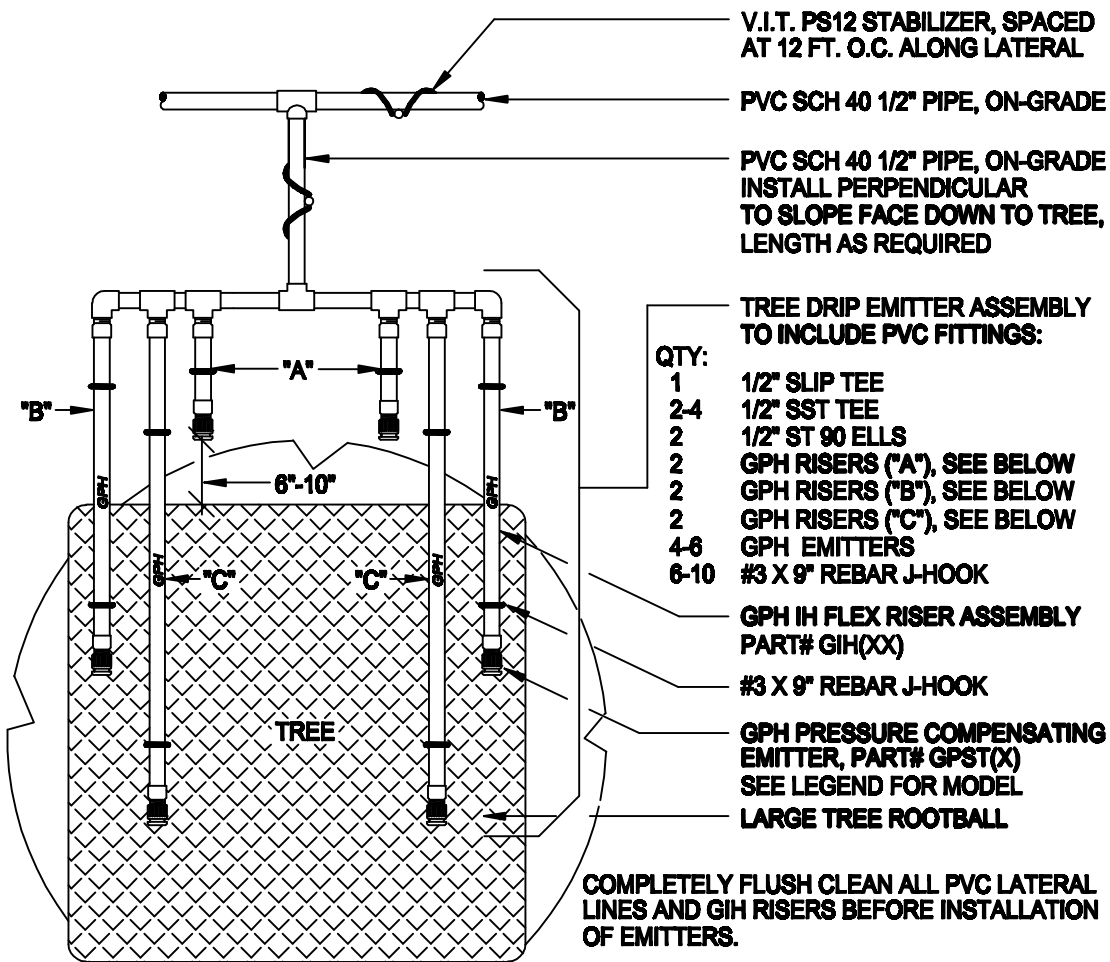 V.I.T. PS12 STABILIZER, SPACED
AT 12 FT. O.C. ALONG LATERAL
PVC SCH 40 1/2" PIPE, ON-GRADE
PVC SCH 40 1/2" PIPE, ON-GRADE
INSTALL PERPENDICULAR
TO SLOPE FACE DOWN TO TREE,
LENGTH AS REQUIRED
TREE DRIP EMITTER ASSEMBLY
TO INCLUDE PVC FITTINGS:
QTY:
1 1/2" SLIP TEE
2-4 1/2" SST TEE
2 1/2" ST 90 ELLS
2 GPH RISERS ("A"), SEE BELOW
2 GPH RISERS ("B"), SEE BELOW
2 GPH RISERS ("C"), SEE BELOW
4-6 GPH EMITTERS
6-10 #3 X 9" REBAR J-HOOK
GPH IH FLEX RISER ASSEMBLY
PART# GIH(XX)
#3 X 9" REBAR J-HOOK
GPH PRESSURE COMPENSATING
EMITTER, PART# GPST(X)
SEE LEGEND FOR MODEL
LARGE TREE ROOTBALL
"A"
"B"
"B"
6"-10"
GPH
GPH
GPH
GPH
"C"
"C"
TREE
COMPLETELY FLUSH CLEAN ALL PVC LATERAL
LINES AND GIH RISERS BEFORE INSTALLATION
OF EMITTERS.